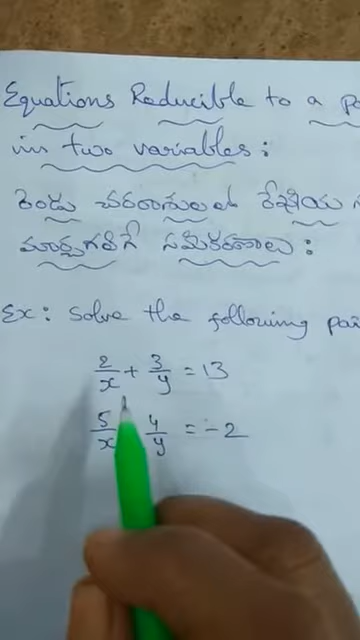 Equations Reducible to a
in two variables:
రెండు చరరాశులలో రేఖీయ
మార్చగలిగే సమీకరణాలు:
Ex: Solve the following
2/x + 3/y = 13
5/x 4/y = -2